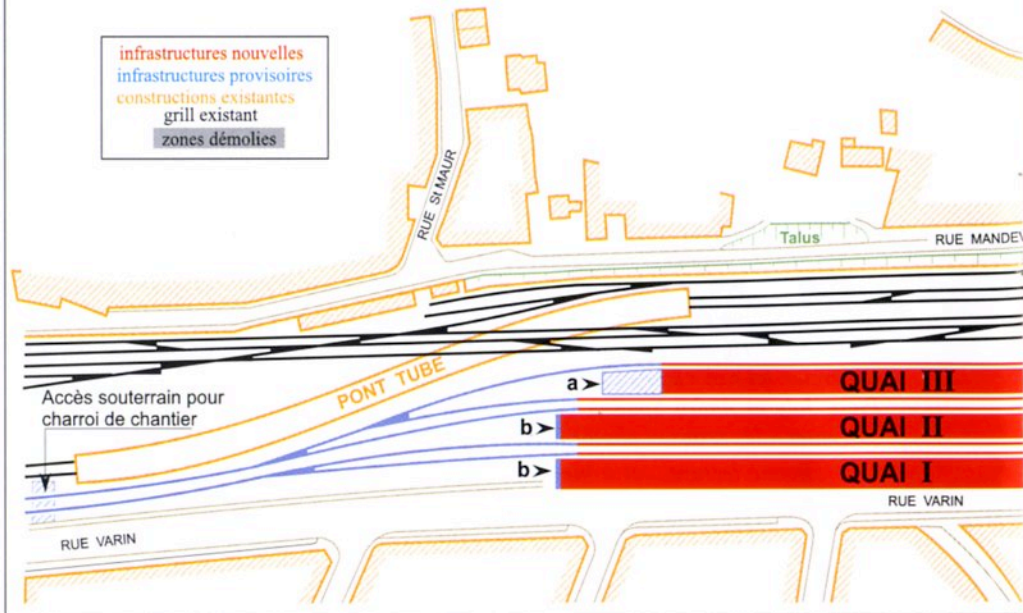 infrastructures nouvelles
infrastructures provisoires
constructions existantes
grill existant
zones démolies
RUE St MAUR
Talus
RUE MANDEV
PONT TUBE
Accès souterrain pour
charroi de chantier
a
QUAI III
b
QUAI II
b
QUAI I
RUE VARIN
RUE VARIN